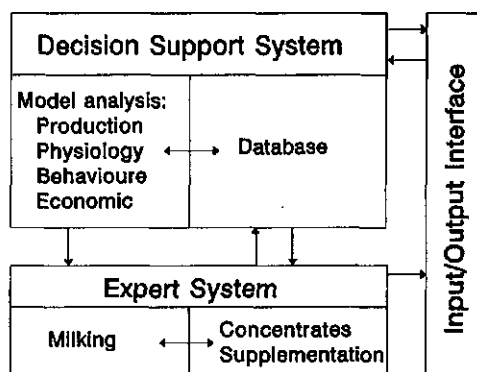 Decision Support System
Model analysis:
Production
Physiology
Behavioure
Economic
Database
Input/Output Interface
Expert System
Milking
Concentrates
Supplementation